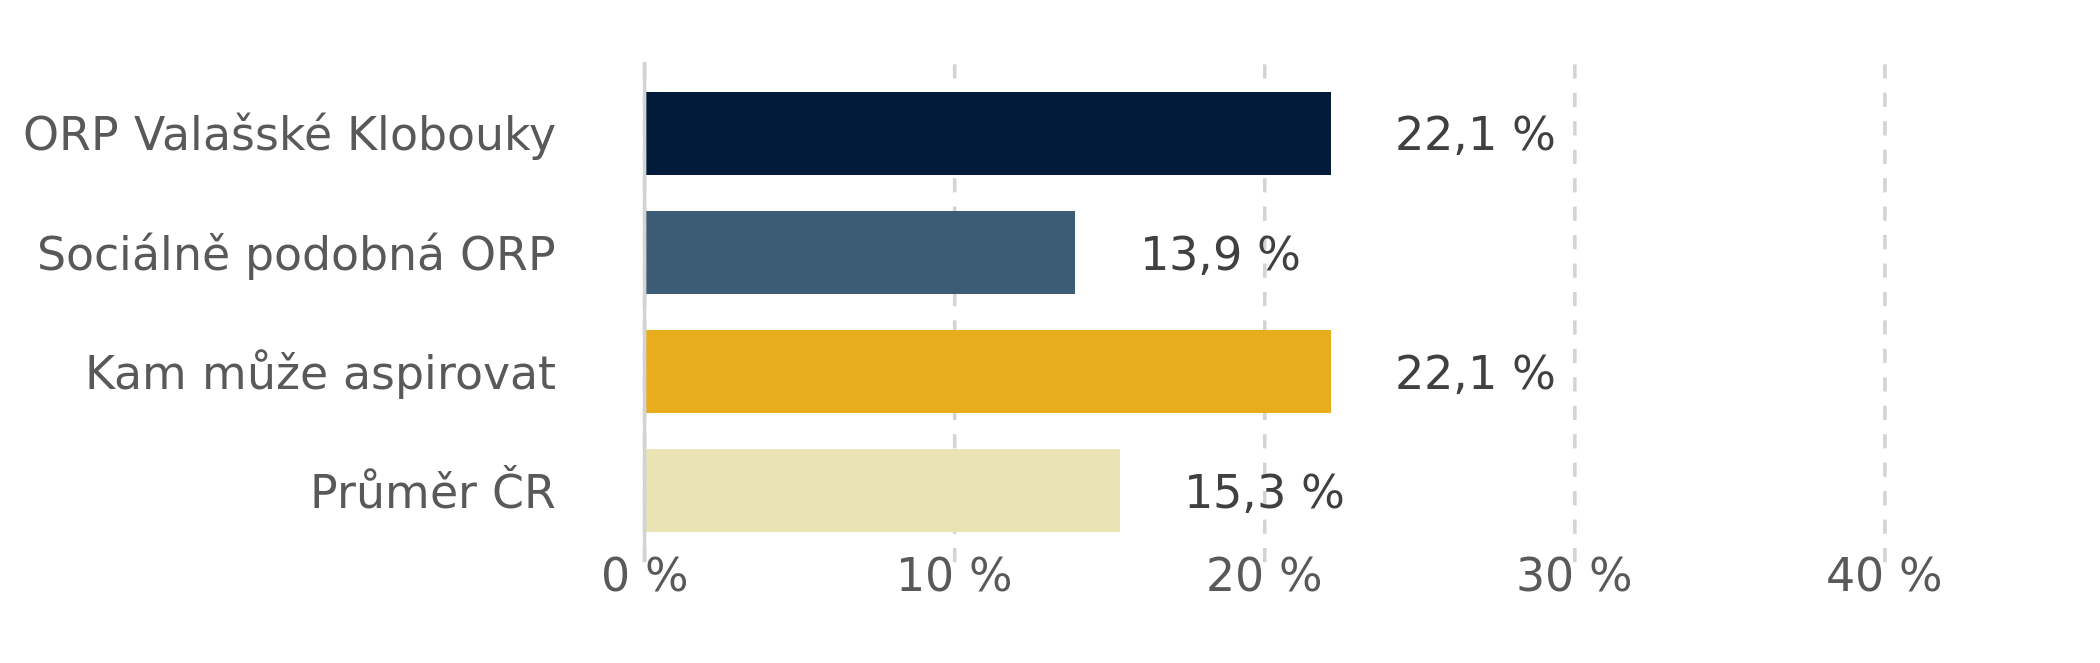 ORP Valašské Klobouky 22,1 %
Sociálně podobná ORP 13,9 %
Kam může aspirovat 22,1 %
Průměr ČR 15,3 %
0 % 10 % 20 % 30 % 40 %